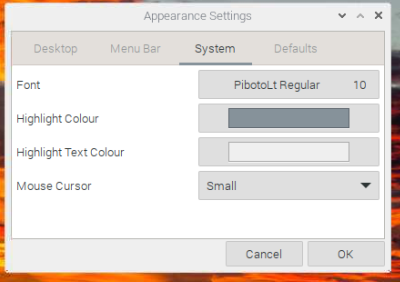 Appearance Settings
Desktop Menu Bar System Defaults
Font PibotoLt Regular 10
Highlight Colour
Highlight Text Colour
Mouse Cursor Small
Cancel OK